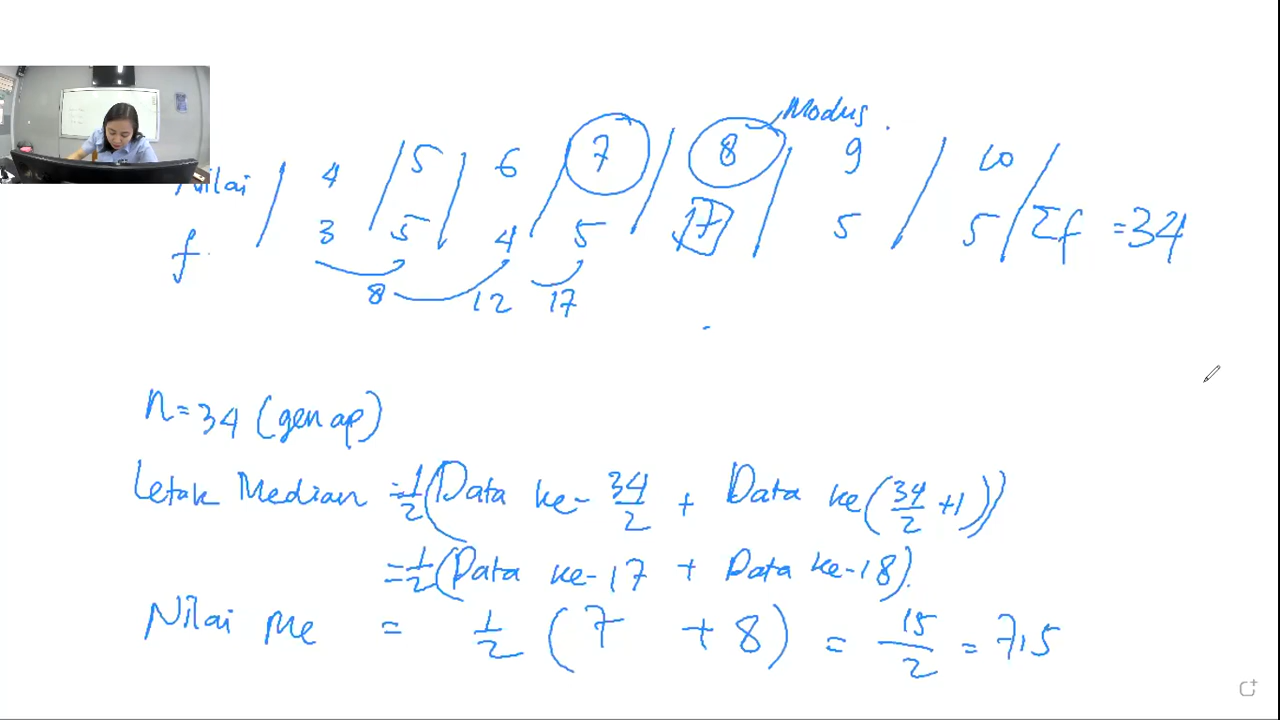 Modus
Nilai | 4 | 5 | 6 | 7 | 8 | 9 | 10 |
f 3 5 4 5 17 5 5 Σf = 34
8 12 17
n = 34 (genap)
Letak Median = 1/2 (Data ke- 34/2 + Data ke (34/2 + 1))
= 1/2 (Data ke-17 + Data ke-18).
Nilai Me = 1/2 (7 + 8) = 15/2 = 7,5